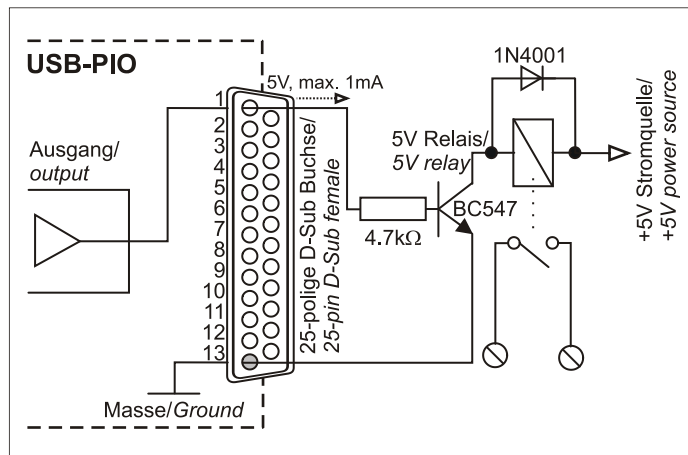 USB-PIO
1N4001
5V, max. 1mA
1
2
3
4
5
6
7
8
9
10
11
12
13
Ausgang/
output
25-polige D-Sub Buchse/
25-pin D-Sub female
5V Relais/
5V relay
BC547
4.7kΩ
+5V Stromquelle/
+5V power source
Masse/Ground